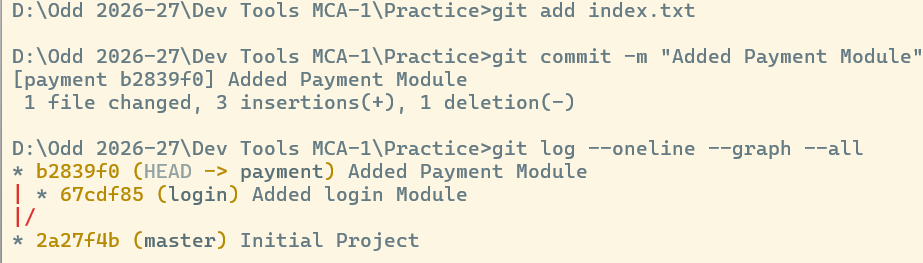 D:\Odd 2026-27\Dev Tools MCA-1\Practice>git add index.txt
D:\Odd 2026-27\Dev Tools MCA-1\Practice>git commit -m "Added Payment Module"
[payment b2839f0] Added Payment Module
 1 file changed, 3 insertions(+), 1 deletion(-)
D:\Odd 2026-27\Dev Tools MCA-1\Practice>git log --oneline --graph --all
* b2839f0 (HEAD -> payment) Added Payment Module
| * 67cdf85 (login) Added login Module
|/
* 2a27f4b (master) Initial Project